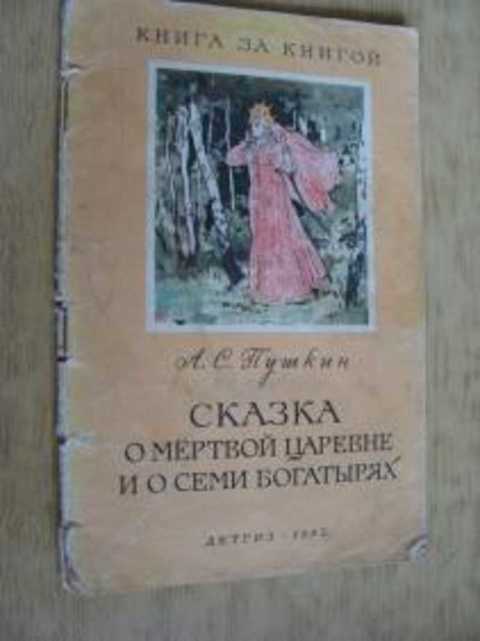 КНИГА ЗА КНИГОЙ
А. С. Пушкин
СКАЗКА
О МЁРТВОЙ ЦАРЕВНЕ
И О СЕМИ БОГАТЫРЯХ
ДЕТГИЗ